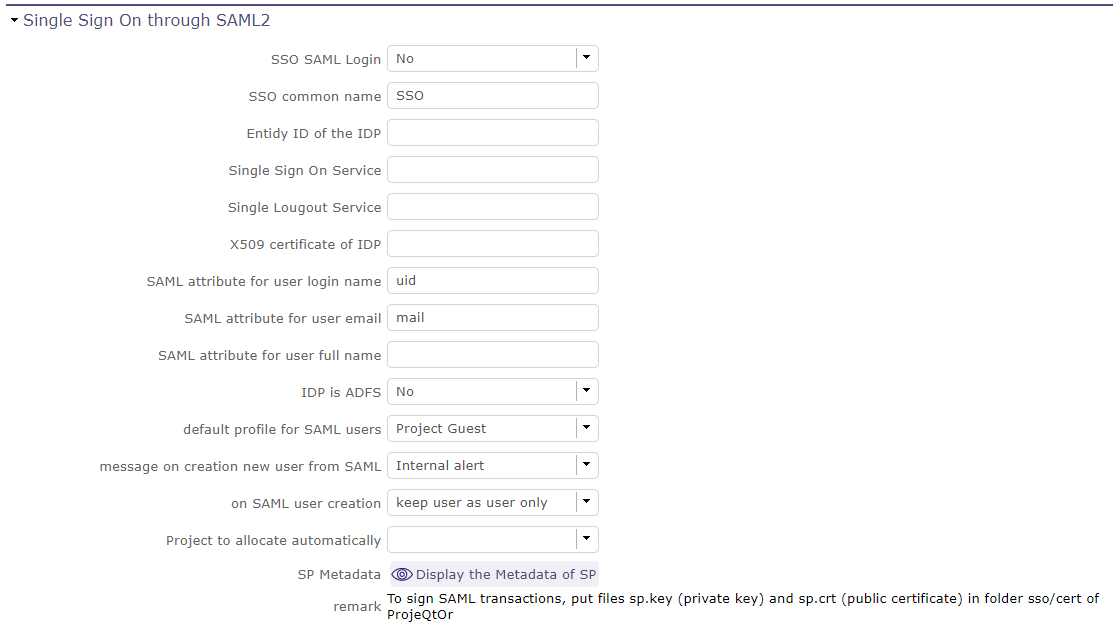 Single Sign On through SAML2
SSO SAML Login No
SSO common name SSO
Entidy ID of the IDP
Single Sign On Service
Single Lougout Service
X509 certificate of IDP
SAML attribute for user login name uid
SAML attribute for user email mail
SAML attribute for user full name
IDP is ADFS No
default profile for SAML users Project Guest
message on creation new user from SAML Internal alert
on SAML user creation keep user as user only
Project to allocate automatically
SP Metadata Display the Metadata of SP
remark To sign SAML transactions, put files sp.key (private key) and sp.crt (public certificate) in folder sso/cert of
ProjeQtOr